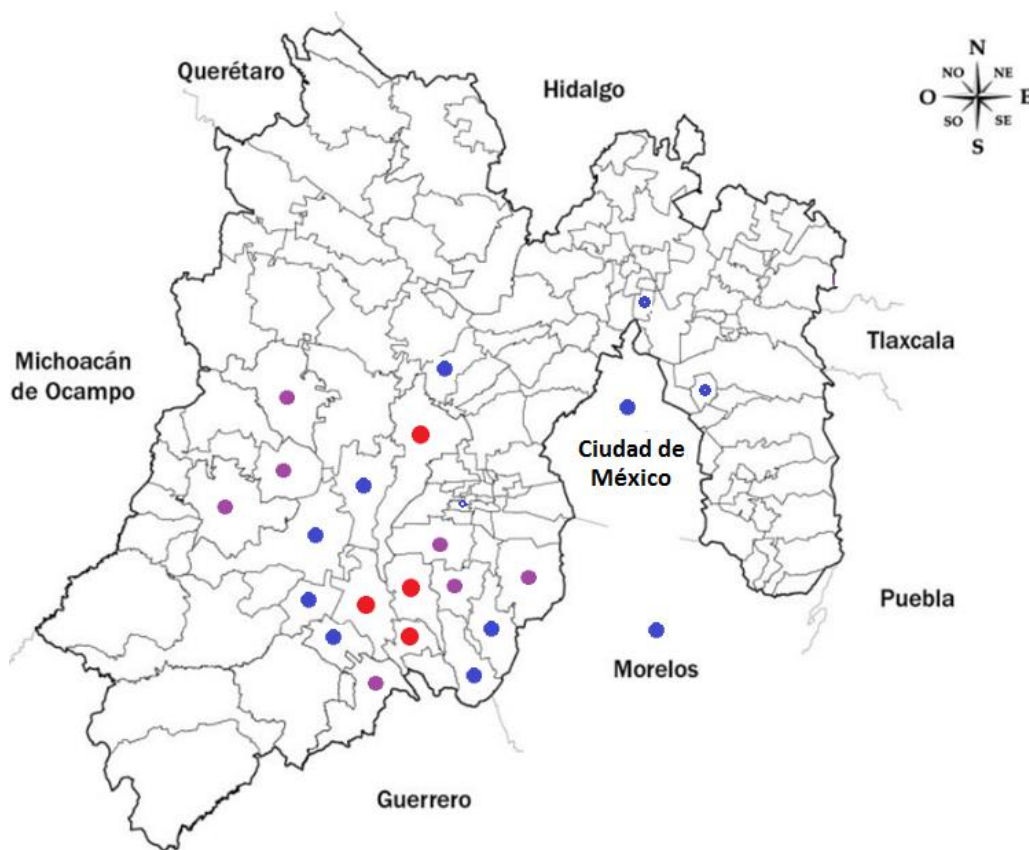 Querétaro
Hidalgo
N
NO
NE
O
E
SO
SE
S
Michoacán
de Ocampo
Tlaxcala
Ciudad de
México
Puebla
Morelos
Guerrero